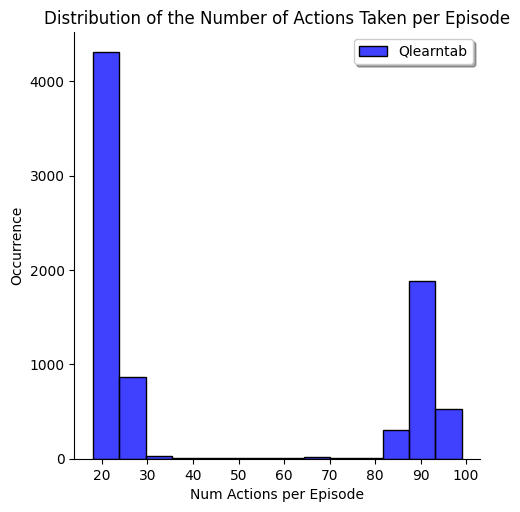 Distribution of the Number of Actions Taken per Episode
Qlearntab
4000
3000
2000
1000
0
Occurrence
20 30 40 50 60 70 80 90 100
Num Actions per Episode